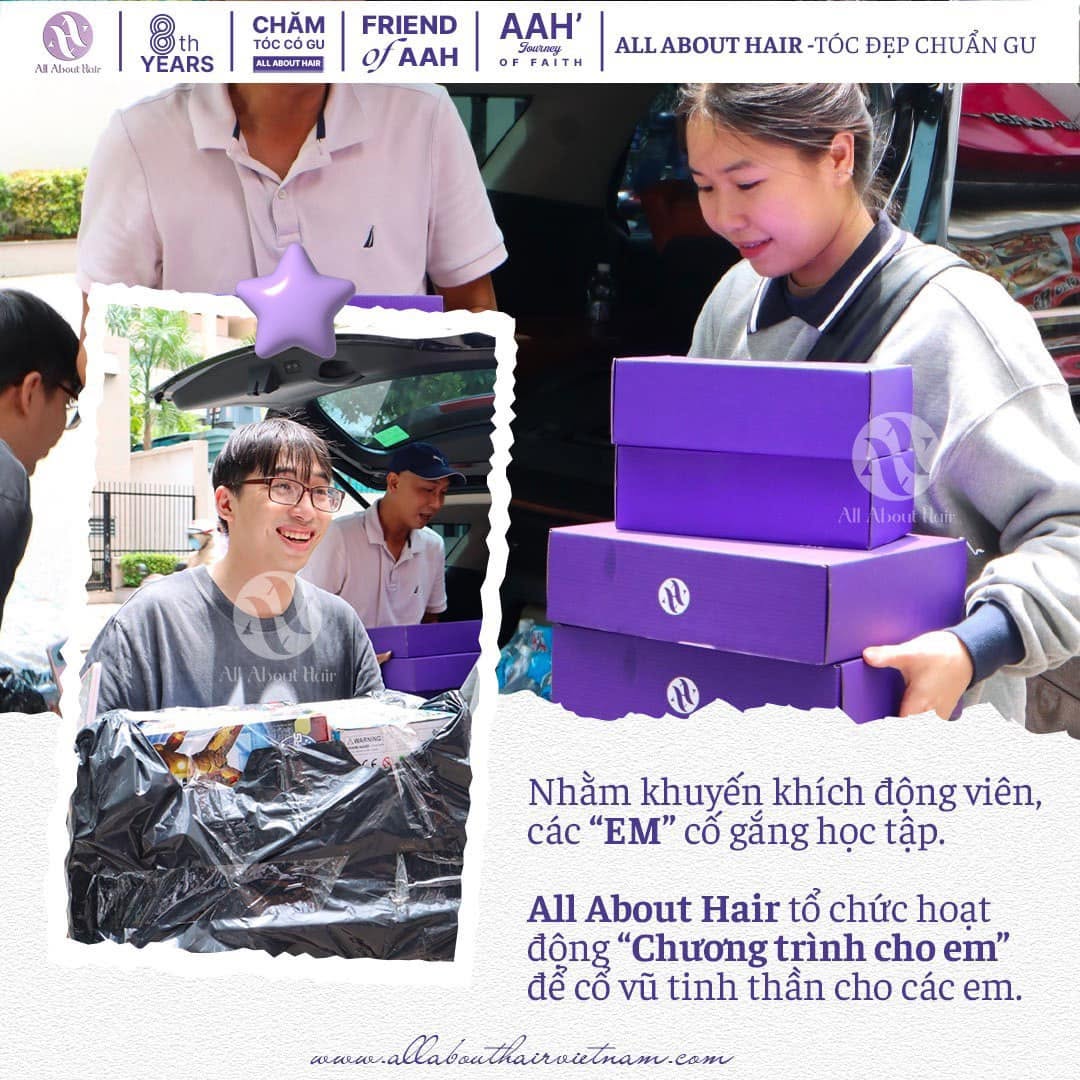 All About Hair
8th
YEARS
CHĂM
TÓC CÓ GU
ALL ABOUT HAIR
FRIEND
of AAH
AAH'
Journey
OF FAITH
ALL ABOUT HAIR -TÓC ĐẸP CHUẨN GU
All About Hair
All About Hair
WARNING
CE
Nhằm khuyến khích động viên,
các “EM” cố gắng học tập.
All About Hair tổ chức hoạt
động “Chương trình cho em”
để cổ vũ tinh thần cho các em.
www.allabouthairvietnam.com